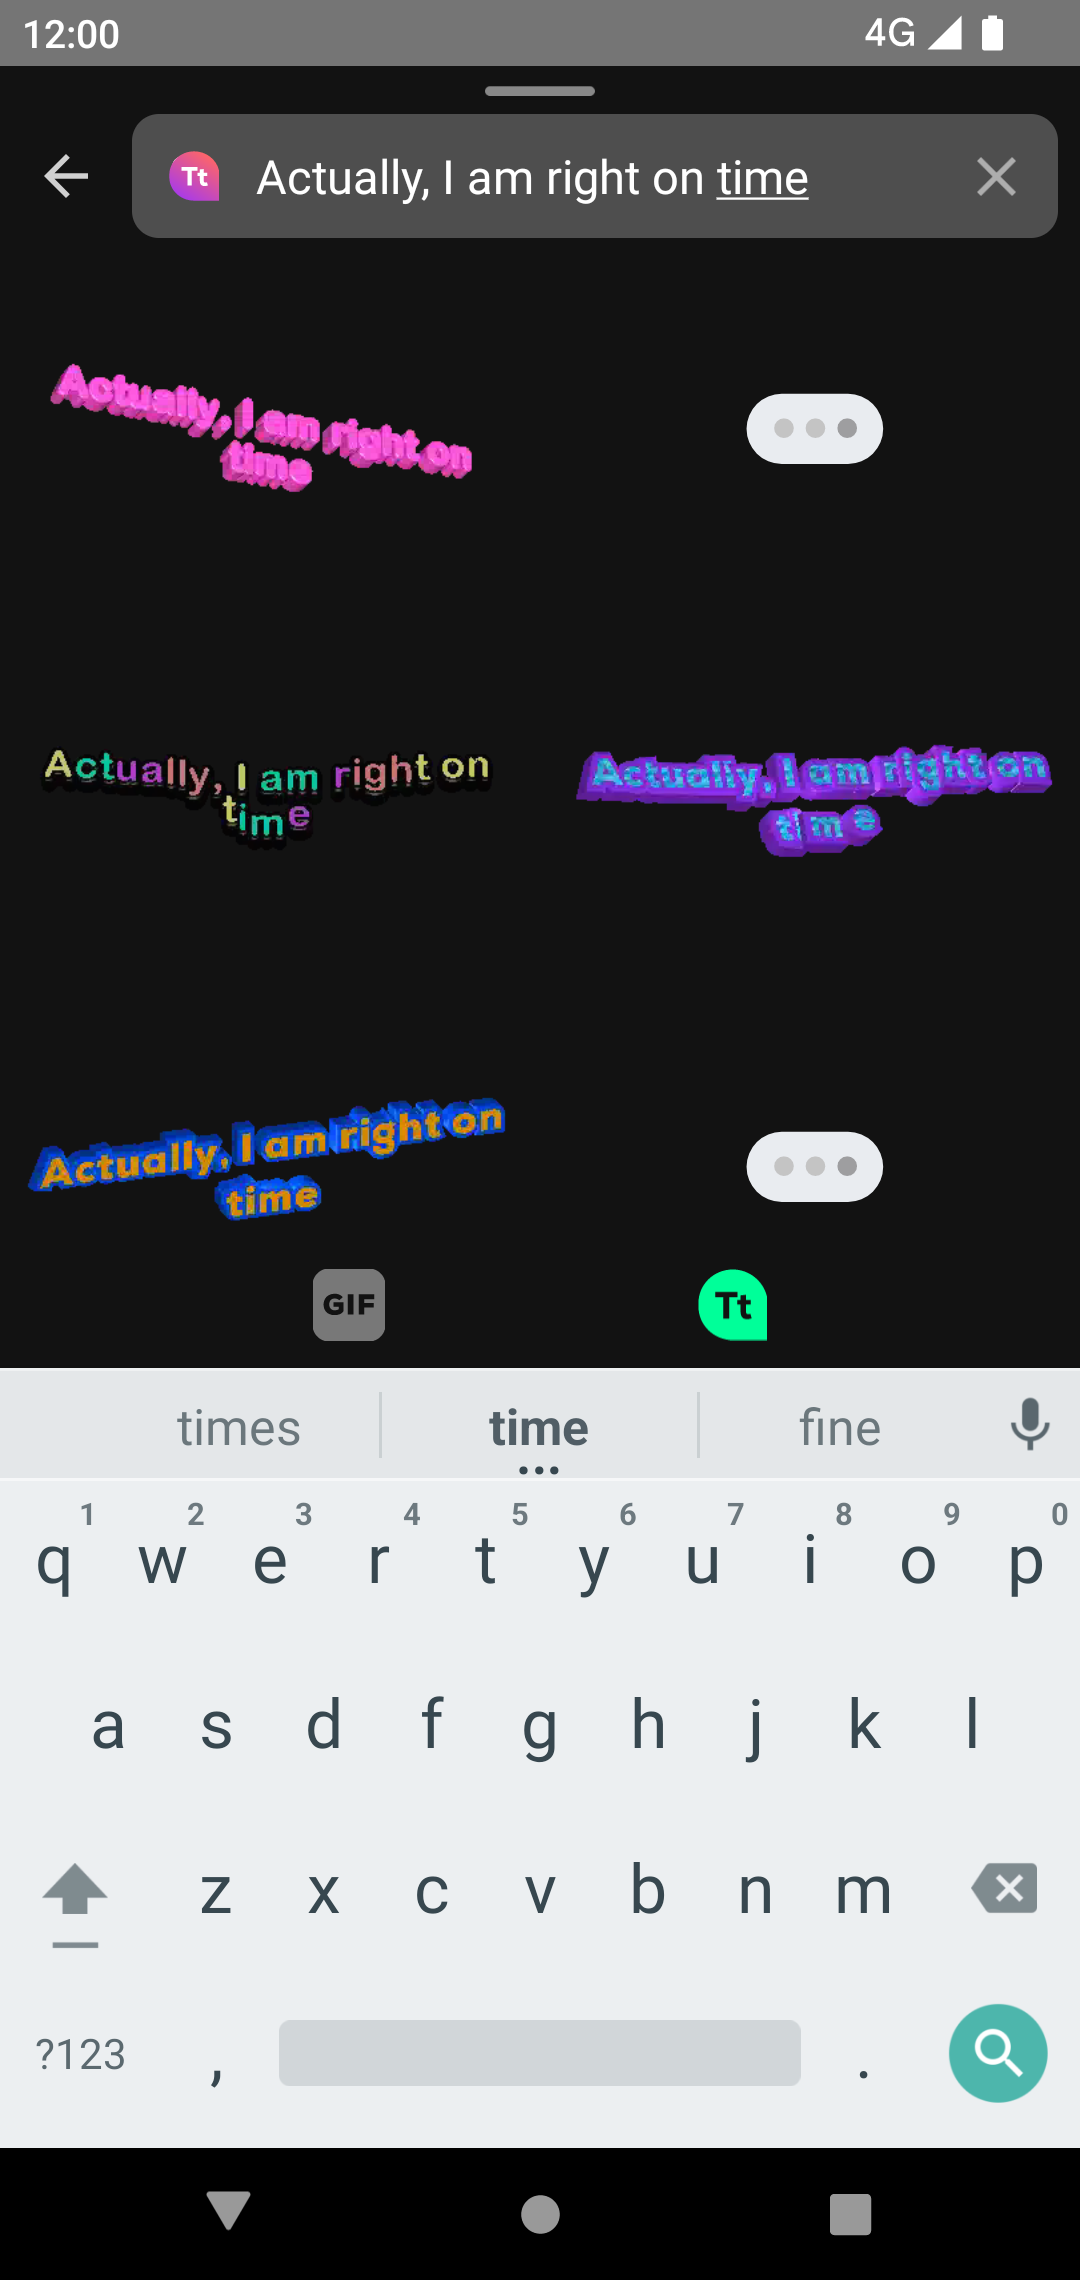 12:00 4G
Tt Actually, I am right on time
Actually, I am right on
time
Actually, I am right on
time
Actually, I am right on
time
Actually, I am right on
time
GIF Tt
times time fine
1 2 3 4 5 6 7 8 9 0
q w e r t y u i o p
a s d f g h j k l
z x c v b n m
?123 , .